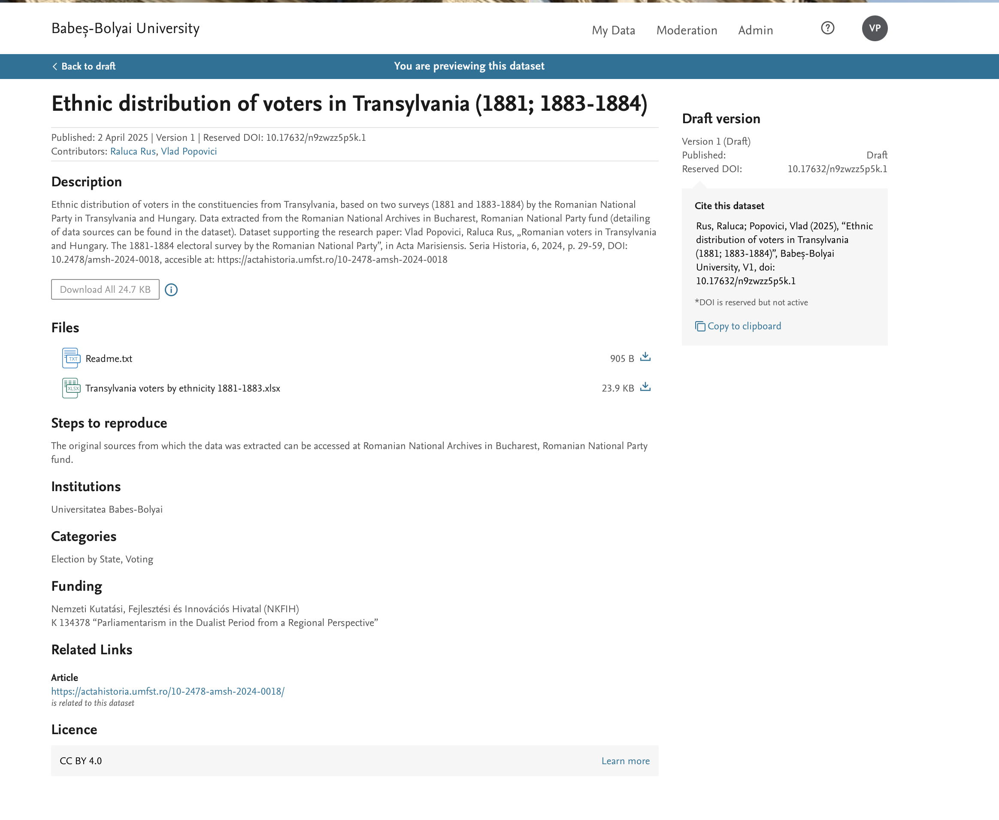 Babeș-Bolyai University
My Data
Moderation
Admin
?
VP
Back to draft
You are previewing this dataset
Ethnic distribution of voters in Transylvania (1881; 1883-1884)
Published: 2 April 2025 | Version 1 | Reserved DOI: 10.17632/n9zwzz5p5k.1
Contributors: Raluca Rus, Vlad Popovici
Description
Ethnic distribution of voters in the constituencies from Transylvania, based on two surveys (1881 and 1883-1884) by the Romanian National
Party in Transylvania and Hungary. Data extracted from the Romanian National Archives in Bucharest, Romanian National Party fund (detailing
of data sources can be found in the dataset). Dataset supporting the research paper: Vlad Popovici, Raluca Rus, „Romanian voters in Transylvania
and Hungary. The 1881-1884 electoral survey by the Romanian National Party”, in Acta Marisiensis. Seria Historia, 6, 2024, p. 29-59, DOI:
10.2478/amsh-2024-0018, accesible at: https://actahistoria.umfst.ro/10-2478-amsh-2024-0018
Download All 24.7 KB
i
Files
TXT
Readme.txt
905 B
XLSX
Transylvania voters by ethnicity 1881-1883.xlsx
23.9 KB
Steps to reproduce
The original sources from which the data was extracted can be accessed at Romanian National Archives in Bucharest, Romanian National Party
fund.
Institutions
Universitatea Babes-Bolyai
Categories
Election by State, Voting
Funding
Nemzeti Kutatási, Fejlesztési és Innovációs Hivatal (NKFIH)
K 134378 “Parliamentarism in the Dualist Period from a Regional Perspective”
Related Links
Article
https://actahistoria.umfst.ro/10-2478-amsh-2024-0018/
is related to this dataset
Licence
CC BY 4.0
Learn more
Draft version
Version 1 (Draft)
Published: Draft
Reserved DOI: 10.17632/n9zwzz5p5k.1
Cite this dataset
Rus, Raluca; Popovici, Vlad (2025), “Ethnic
distribution of voters in Transylvania
(1881; 1883-1884)”, Babeș-Bolyai
University, V1, doi:
10.17632/n9zwzz5p5k.1
*DOI is reserved but not active
Copy to clipboard